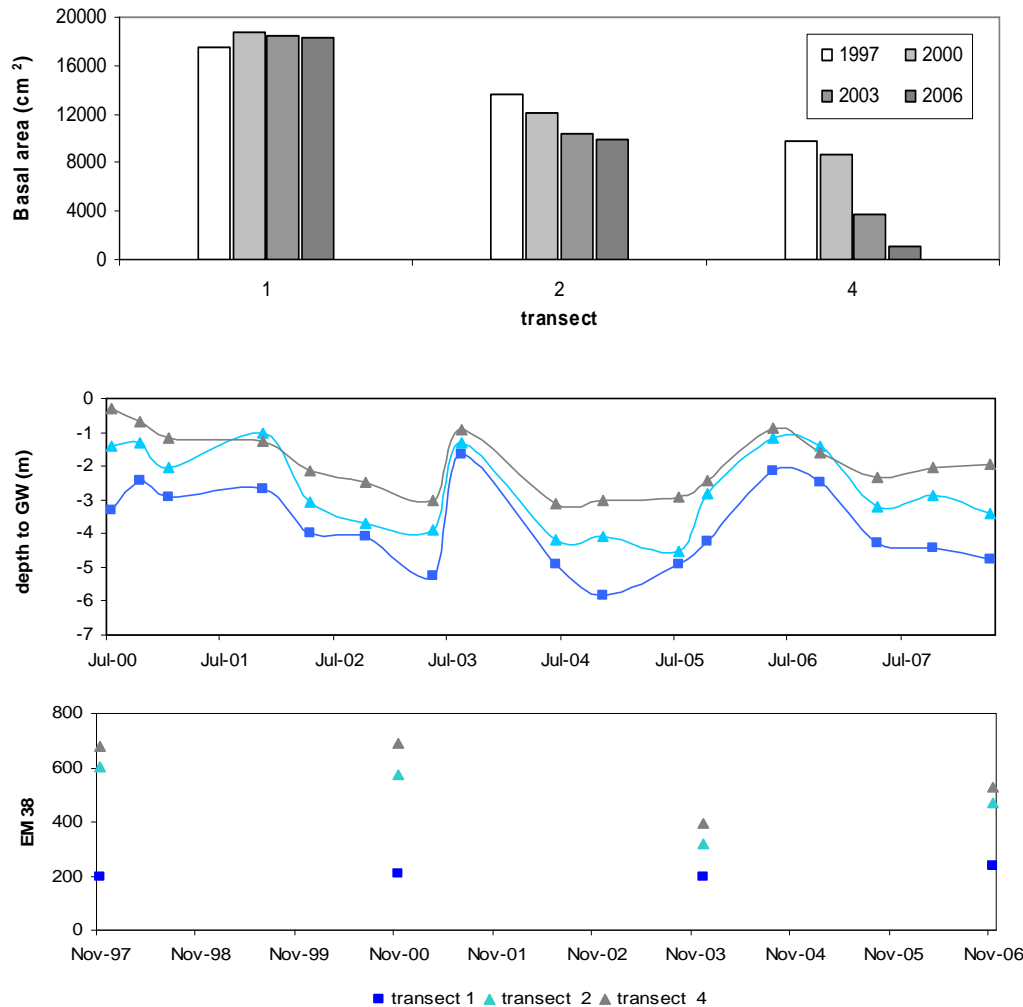 Basal area (cm ²)
20000
16000
12000
8000
4000
0
1997 2000
2003 2006
1 2 4
transect
depth to GW (m)
0
-1
-2
-3
-4
-5
-6
-7
Jul-00 Jul-01 Jul-02 Jul-03 Jul-04 Jul-05 Jul-06 Jul-07
EM38
800
600
400
200
0
Nov-97 Nov-98 Nov-99 Nov-00 Nov-01 Nov-02 Nov-03 Nov-04 Nov-05 Nov-06
transect 1 transect 2 transect 4